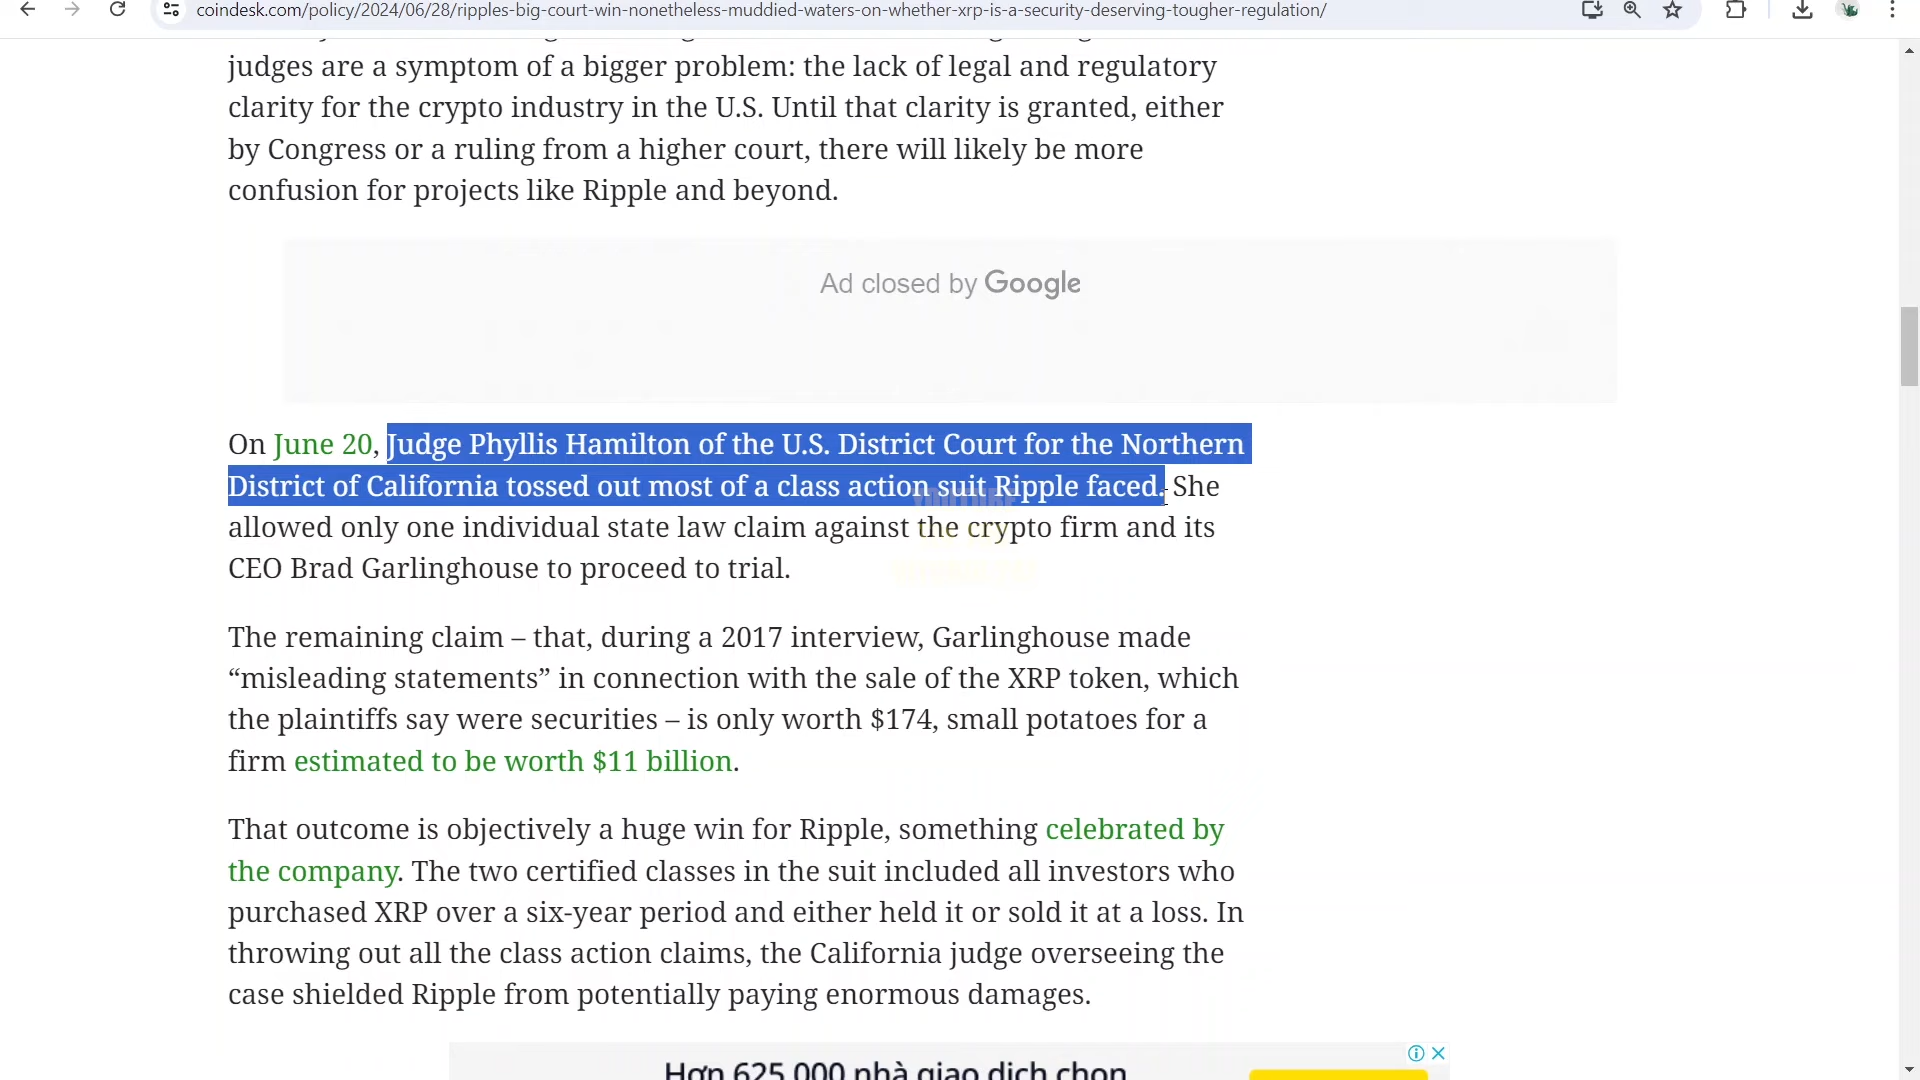 coindesk.com/policy/2024/06/28/ripples-big-court-win-nonetheless-muddied-waters-on-whether-xrp-is-a-security-deserving-tougher-regulation/
judges are a symptom of a bigger problem: the lack of legal and regulatory
clarity for the crypto industry in the U.S. Until that clarity is granted, either
by Congress or a ruling from a higher court, there will likely be more
confusion for projects like Ripple and beyond.
Ad closed by Google
On June 20, Judge Phyllis Hamilton of the U.S. District Court for the Northern
District of California tossed out most of a class action suit Ripple faced. She
allowed only one individual state law claim against the crypto firm and its
CEO Brad Garlinghouse to proceed to trial.
The remaining claim – that, during a 2017 interview, Garlinghouse made
“misleading statements” in connection with the sale of the XRP token, which
the plaintiffs say were securities – is only worth $174, small potatoes for a
firm estimated to be worth $11 billion.
That outcome is objectively a huge win for Ripple, something celebrated by
the company. The two certified classes in the suit included all investors who
purchased XRP over a six-year period and either held it or sold it at a loss. In
throwing out all the class action claims, the California judge overseeing the
case shielded Ripple from potentially paying enormous damages.
Hơn 625.000 nhà giao dịch chọn